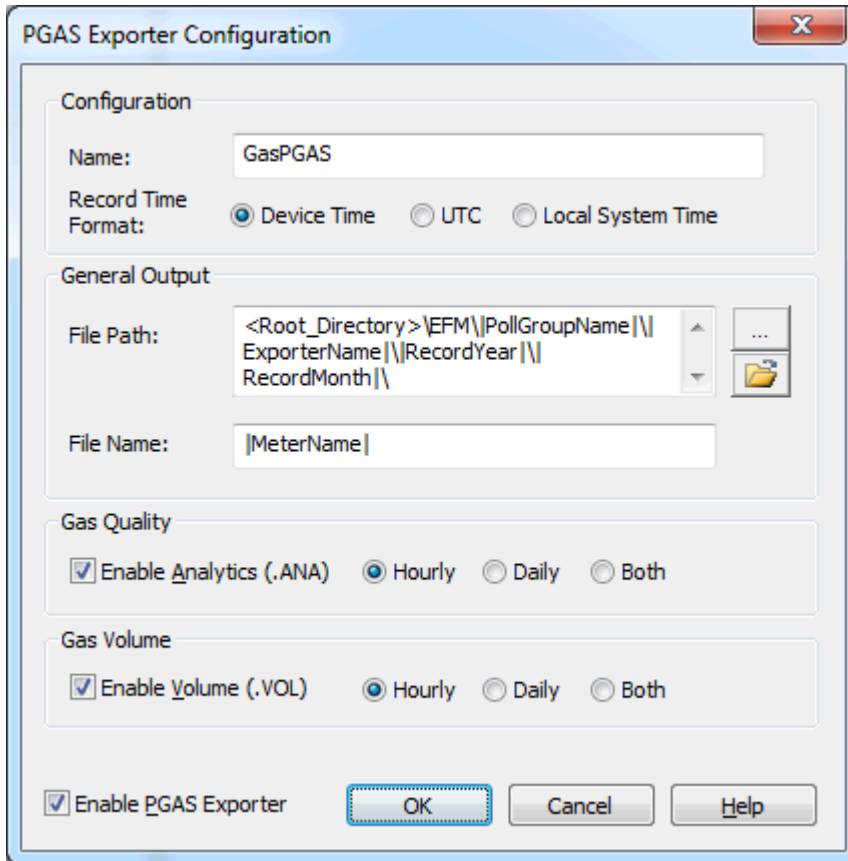 PGAS Exporter Configuration
Configuration
Name:
GasPGAS
Record Time
Format:
Device Time
UTC
Local System Time
General Output
File Path:
<Root_Directory>\EFM\|PollGroupName|\|
ExporterName|\|RecordYear|\|
RecordMonth|\
...
File Name:
|MeterName|
Gas Quality
Enable Analytics (.ANA)
Hourly
Daily
Both
Gas Volume
Enable Volume (.VOL)
Hourly
Daily
Both
Enable PGAS Exporter
OK
Cancel
Help